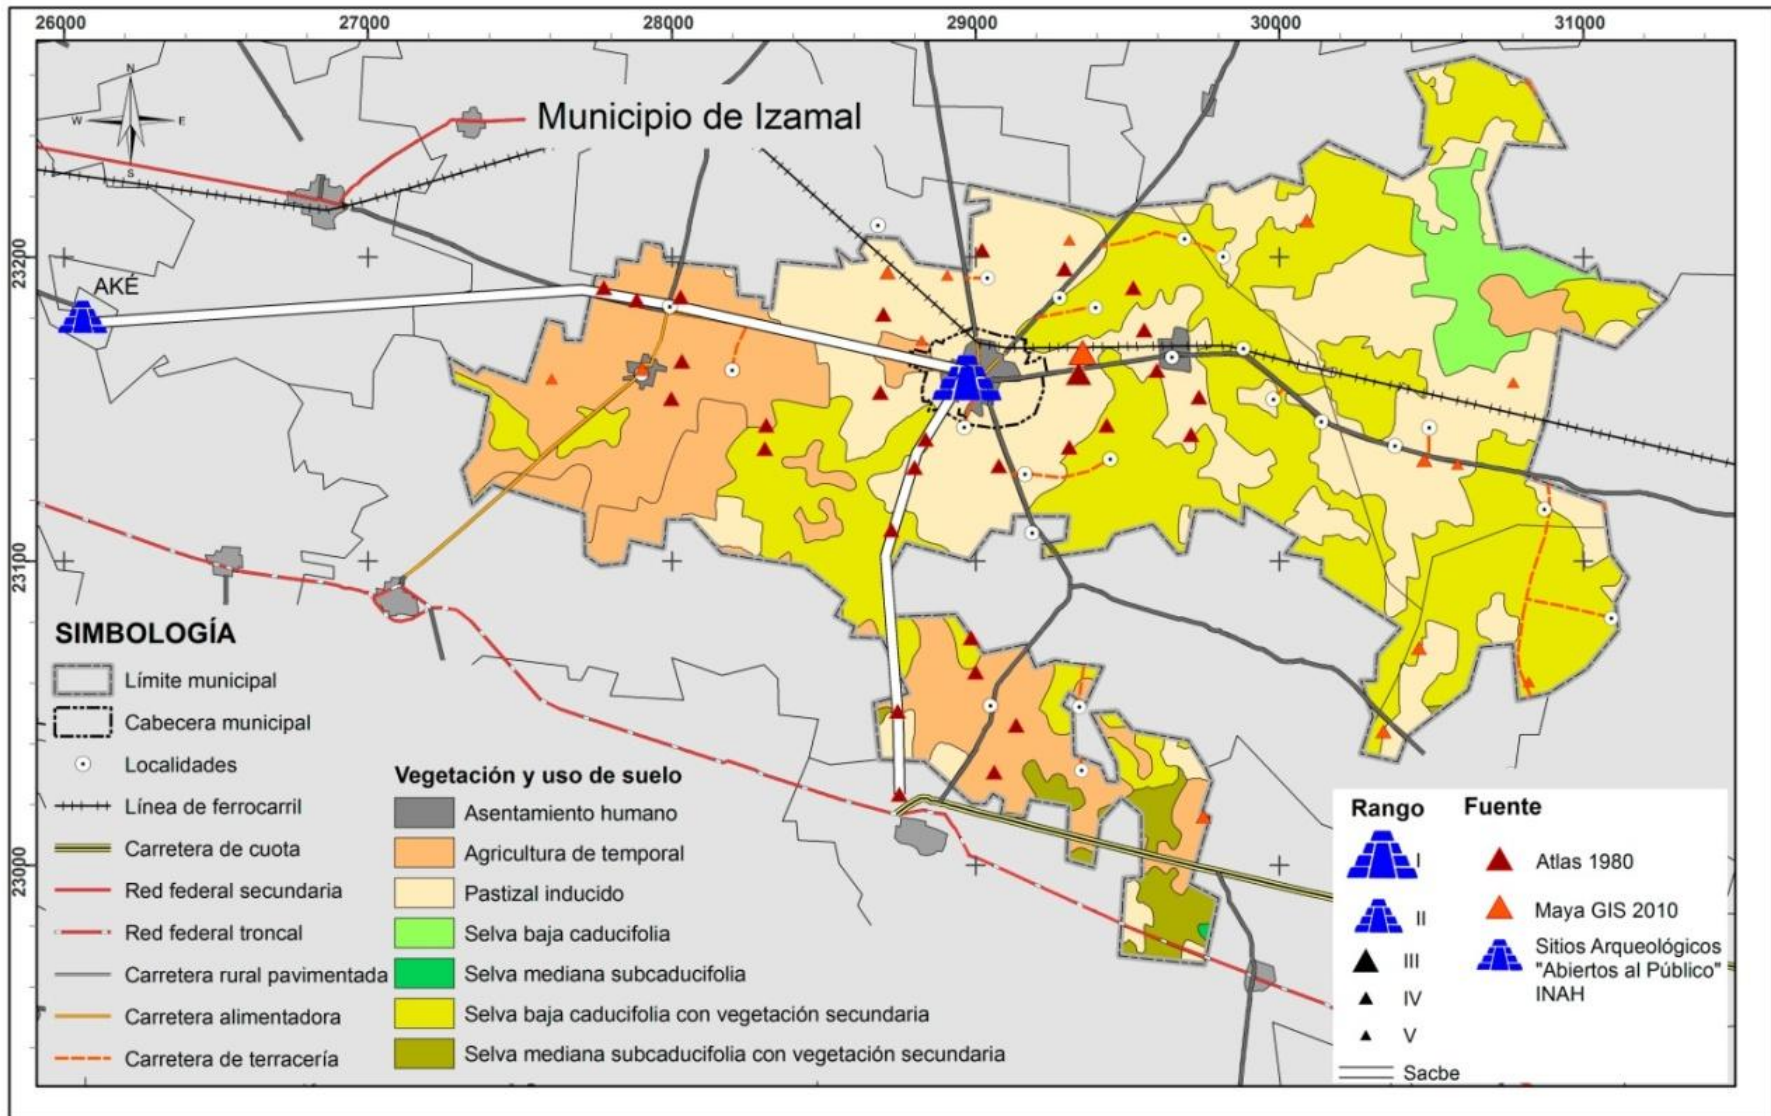 26000 27000 28000 29000 30000 31000
N
W E
S
Municipio de Izamal
23200
AKÉ
23100
23000
SIMBOLOGÍA
Límite municipal
Cabecera municipal
Localidades
Línea de ferrocarril
Carretera de cuota
Red federal secundaria
Red federal troncal
Carretera rural pavimentada
Carretera alimentadora
Carretera de terracería
Vegetación y uso de suelo
Asentamiento humano
Agricultura de temporal
Pastizal inducido
Selva baja caducifolia
Selva mediana subcaducifolia
Selva baja caducifolia con vegetación secundaria
Selva mediana subcaducifolia con vegetación secundaria
Rango
I
II
III
IV
V
Sacbe
Fuente
Atlas 1980
Maya GIS 2010
Sitios Arqueológicos
"Abiertos al Público"
INAH